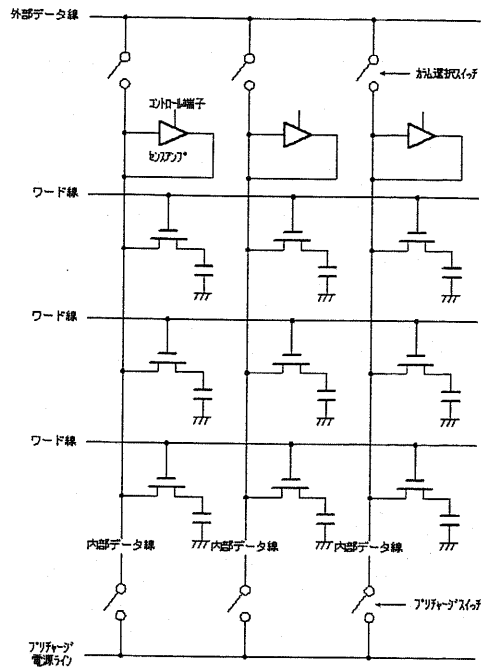 外部データ線
カラム選択スイッチ
コントロール端子
センスアンプ
ワード線
ワード線
ワード線
内部データ線
内部データ線
内部データ線
プリチャージスイッチ
プリチャージ
電源ライン